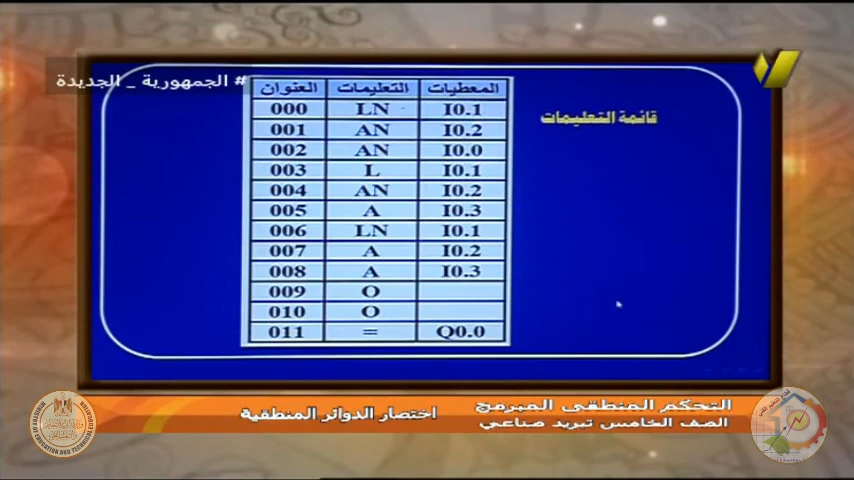 # الجمهورية _ الجديدة
قائمة التعليمات
العنوان التعليمات المعطيات
000 LN I0.1
001 AN I0.2
002 AN I0.0
003 L I0.1
004 AN I0.2
005 A I0.3
006 LN I0.1
007 A I0.2
008 A I0.3
009 O
010 O
011 = Q0.0
التحكم المنطقى المبرمج
اختصار الدوائر المنطقية
الصف الخامس تبريد صناعي